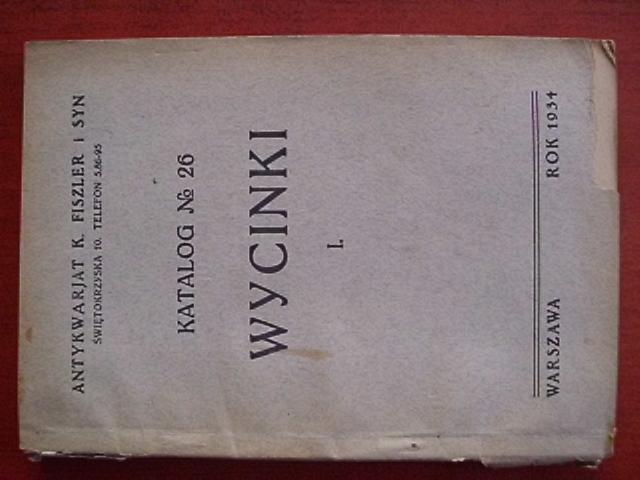 ANTYKWARJAT K. FISZLER i SYN
ŚWIĘTOKRZYSKA 10. TELEFON 5.86-95
KATALOG № 26
WYCINKI
I.
WARSZAWA ROK 1934